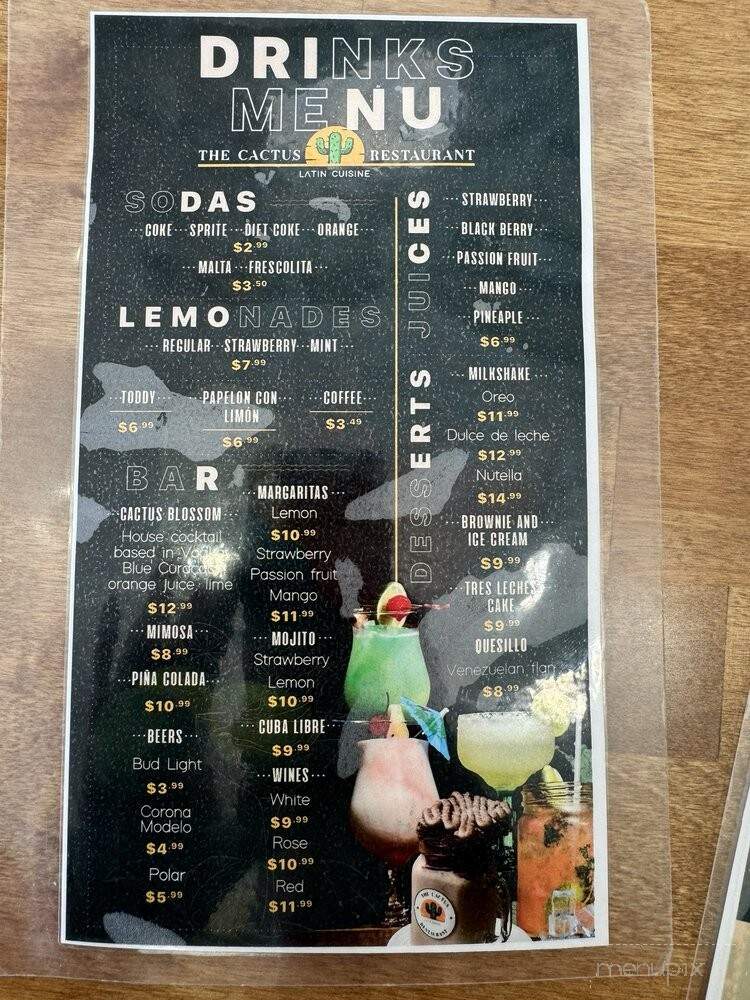 DRINKS
MENU
THE CACTUS RESTAURANT
LATIN CUISINE
SODAS
COKE SPRITE DIET COKE ORANGE
$2.99
MALTA FRESCOLITA
$3.50
LEMONADES
REGULAR STRAWBERRY MINT
$7.99
TODDY
$6.99
PAPELON CON
LIMÓN
$6.99
COFFEE
$3.49
BAR
CACTUS BLOSSOM
House cocktail
based in Vodka,
Blue Curacao,
orange juice, lime
$12.99
MIMOSA
$8.99
PIÑA COLADA
$10.99
BEERS
Bud Light
$3.99
Corona
Modelo
$4.99
Polar
$5.99
MARGARITAS
Lemon
$10.99
Strawberry
Passion fruit
Mango
$11.99
MOJITO
Strawberry
Lemon
$10.99
CUBA LIBRE
$9.99
WINES
White
$9.99
Rose
$10.99
Red
$11.99
JUICES
STRAWBERRY
BLACK BERRY
PASSION FRUIT
MANGO
PINEAPLE
$6.99
DESSERTS
MILKSHAKE
Oreo
$11.99
Dulce de leche
$12.99
Nutella
$14.99
BROWNIE AND
ICE CREAM
$9.99
TRES LECHES
CAKE
$9.99
QUESILLO
Venezuelan flan
$8.99
THE CACTUS
RESTAURANT
menupix